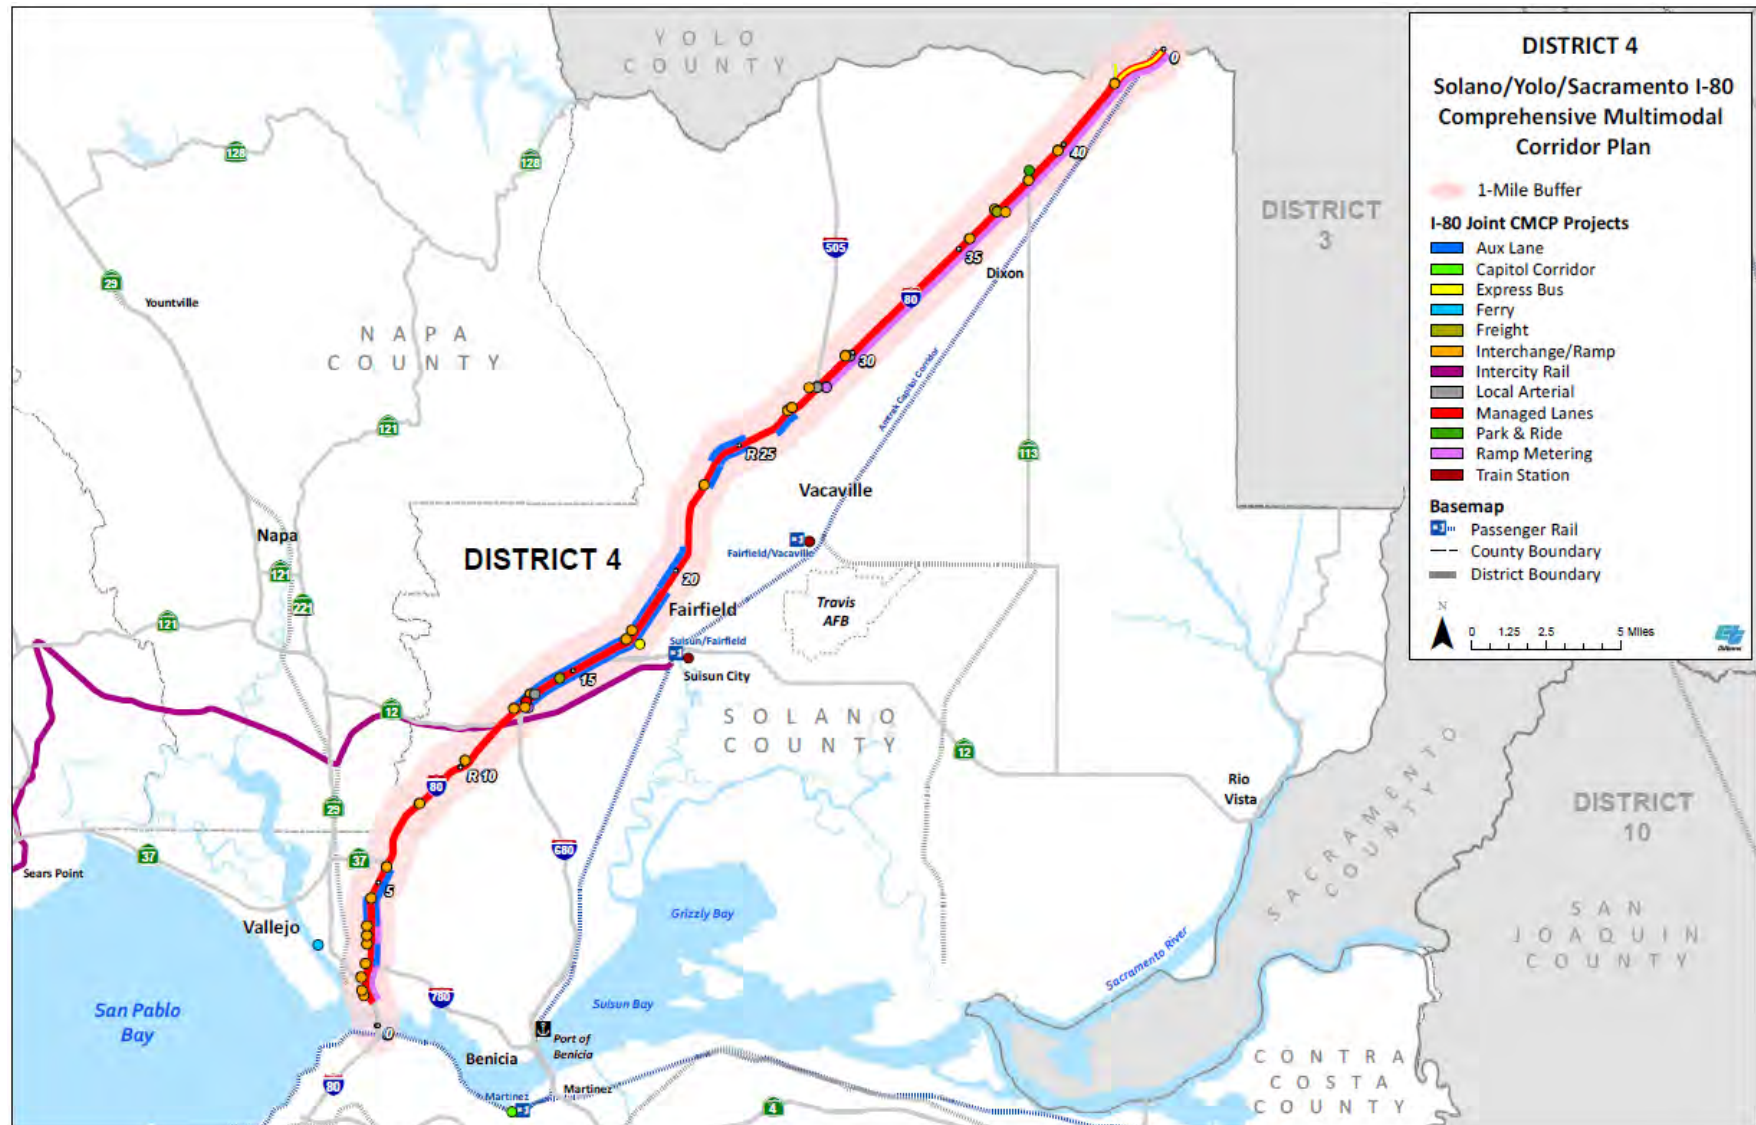 DISTRICT 4
Solano/Yolo/Sacramento I-80
Comprehensive Multimodal
Corridor Plan
1-Mile Buffer
I-80 Joint CMCP Projects
Aux Lane
Capitol Corridor
Express Bus
Ferry
Freight
Interchange/Ramp
Intercity Rail
Local Arterial
Managed Lanes
Park & Ride
Ramp Metering
Train Station
Basemap
Passenger Rail
County Boundary
District Boundary
N
0 1.25 2.5 5 Miles
YOLO
COUNTY
0
128
128
40
DISTRICT
3
505
35
Dixon
29
Yountville
80
NAPA
COUNTY
30
Amtrak Capitol Corridor
121
113
R 25
Vacaville
Napa
DISTRICT 4
Fairfield/Vacaville
121
20
221
Fairfield
Travis
AFB
121
Suisun/Fairfield
Suisun City
15
12
SOLANO
COUNTY
12
R 10
80
Rio
Vista
SACRAMENTO
COUNTY
DISTRICT
10
29
37
37
680
Sears Point
5
Vallejo
Grizzly Bay
SAN
JOAQUIN
COUNTY
Sacramento River
780
Suisun Bay
San Pablo
Bay
0
Port of
Benicia
Benicia
CONTRA
COSTA
COUNTY
80
Martinez
Martinez
4